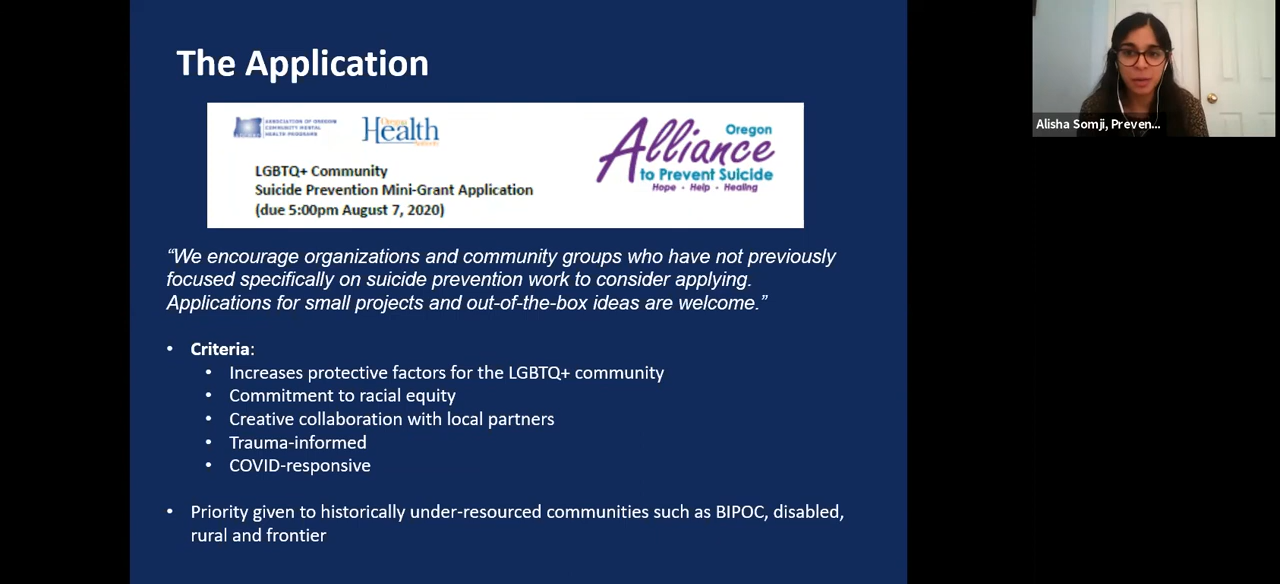 The Application
ASSOCIATION OF OREGON
COMMUNITY MENTAL
HEALTH PROGRAMS
Oregon
Health
Authority
Oregon
Alliance
to Prevent Suicide
Hope · Help · Healing
LGBTQ+ Community
Suicide Prevention Mini-Grant Application
(due 5:00pm August 7, 2020)
“We encourage organizations and community groups who have not previously
focused specifically on suicide prevention work to consider applying.
Applications for small projects and out-of-the-box ideas are welcome.”
• Criteria:
• Increases protective factors for the LGBTQ+ community
• Commitment to racial equity
• Creative collaboration with local partners
• Trauma-informed
• COVID-responsive
• Priority given to historically under-resourced communities such as BIPOC, disabled,
rural and frontier
Alisha Somji, Preven...